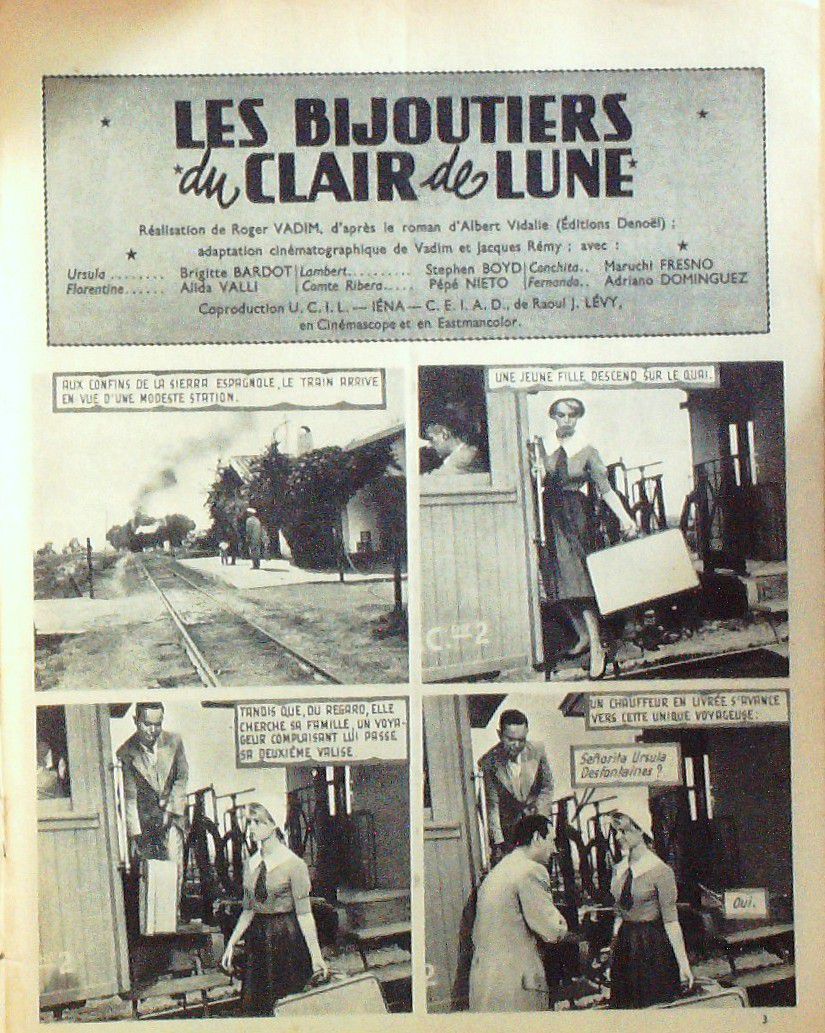 LES BIJOUTIERS
du CLAIR de LUNE
Réalisation de Roger VADIM, d'après le roman d'Albert Vidalie (Éditions Denoël) ;
adaptation cinématographique de Vadim et Jacques Rémy ; avec :
Ursula ........ Brigitte BARDOT | Lambert.......... Stephen BOYD | Conchita.. Maruchi FRESNO
Florentine...... Alida VALLI | Comte Ribera..... Pépé NIETO | Fernando.. Adriano DOMINGUEZ
Coproduction U. C. I. L. — IÉNA — C. E. I. A. D., de Raoul J. LÉVY,
en Cinémascope et en Eastmancolor.
AUX CONFINS DE LA SIERRA ESPAGNOLE, LE TRAIN ARRIVE
EN VUE D'UNE MODESTE STATION.
UNE JEUNE FILLE DESCEND SUR LE QUAI.
TANDIS QUE, DU REGARD, ELLE
CHERCHE SA FAMILLE, UN VOYA-
GEUR COMPLAISANT LUI PASSE
SA DEUXIÈME VALISE
UN CHAUFFEUR EN LIVRÉE S'AVANCE
VERS CETTE UNIQUE VOYAGEUSE :
Señorita Ursula
Desfontaines ?
Oui.
3